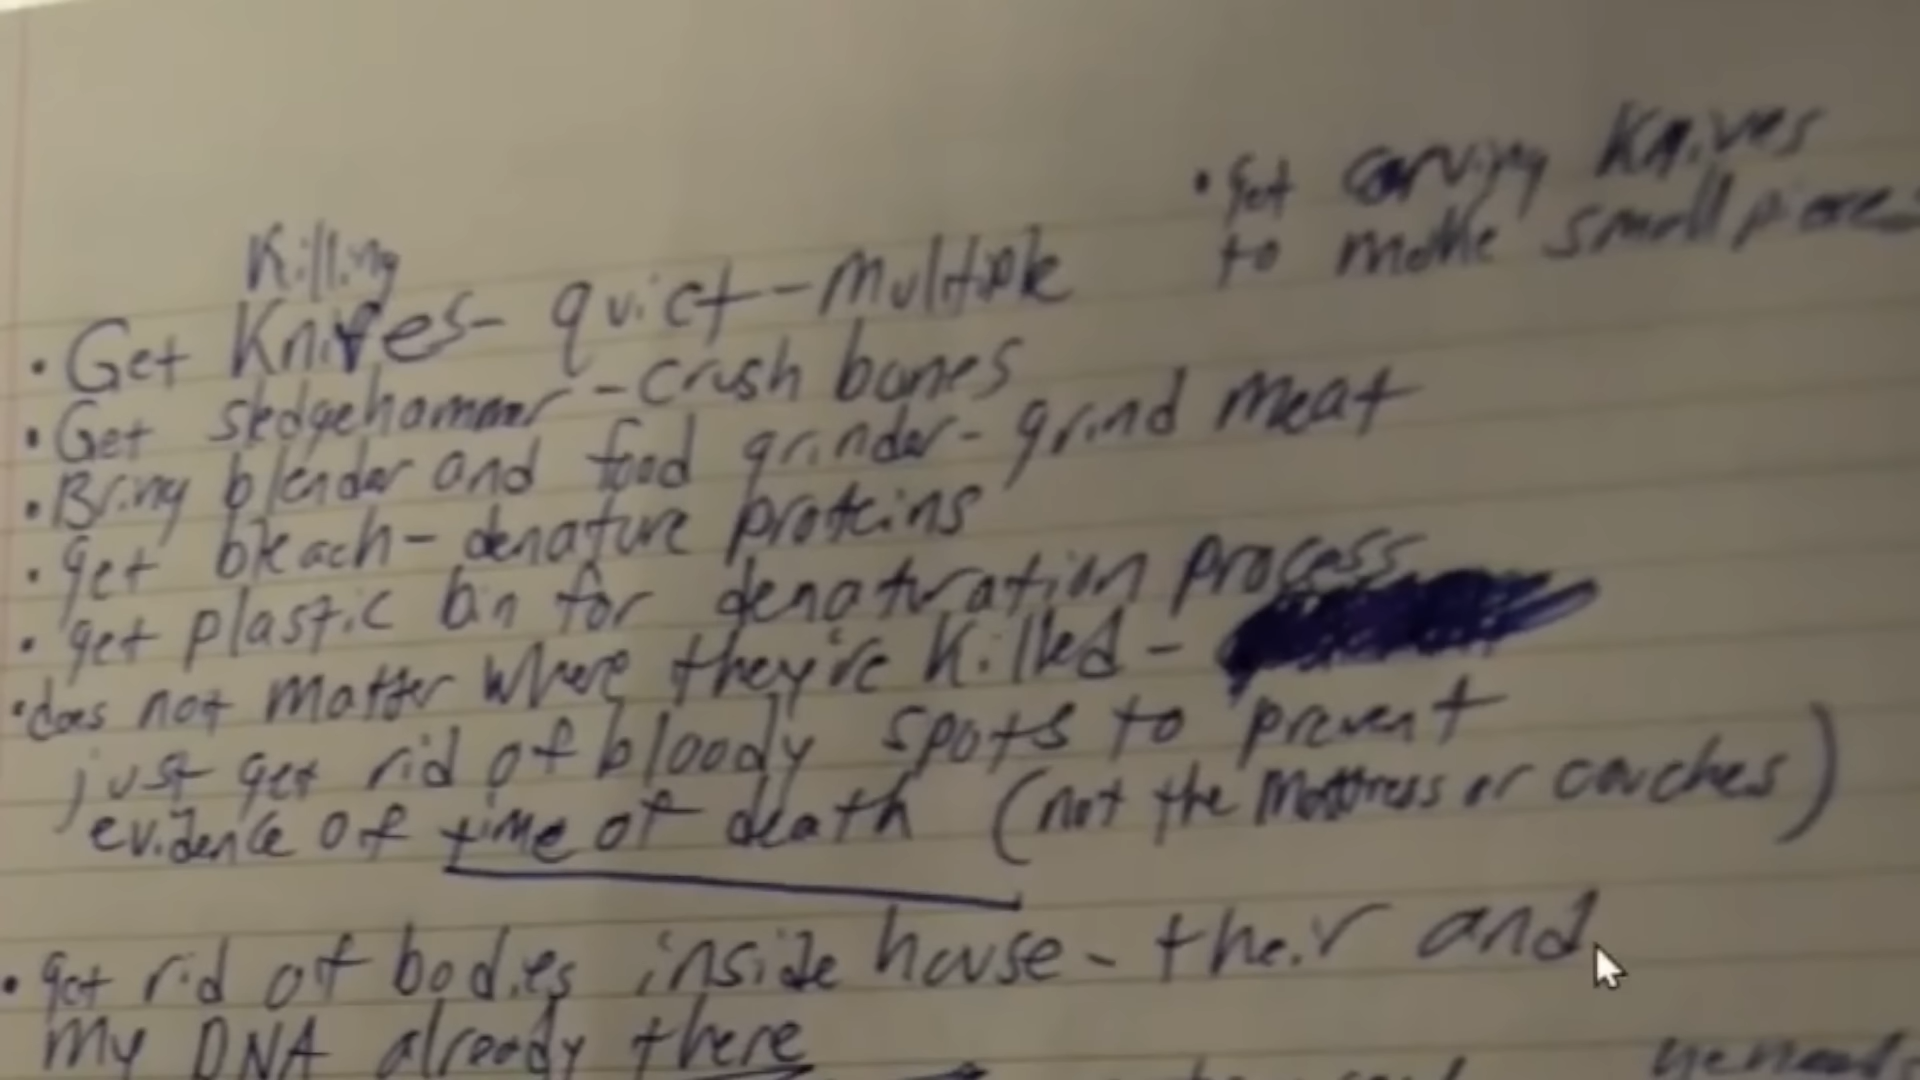 • get carving Knives
to make small pieces
Killing
• Get Knifes - quiet - multiple
• Get sledgehammer - crush bones
• Bring blender and food grinder - grind meat
• get bleach - denature proteins
• get plastic bin for denaturation process
• does not matter where they're killed -
just get rid of bloody spots to prevent
evidence of time of death (not the mattress or couches)
• get rid of bodies inside house - their and
my DNA already there